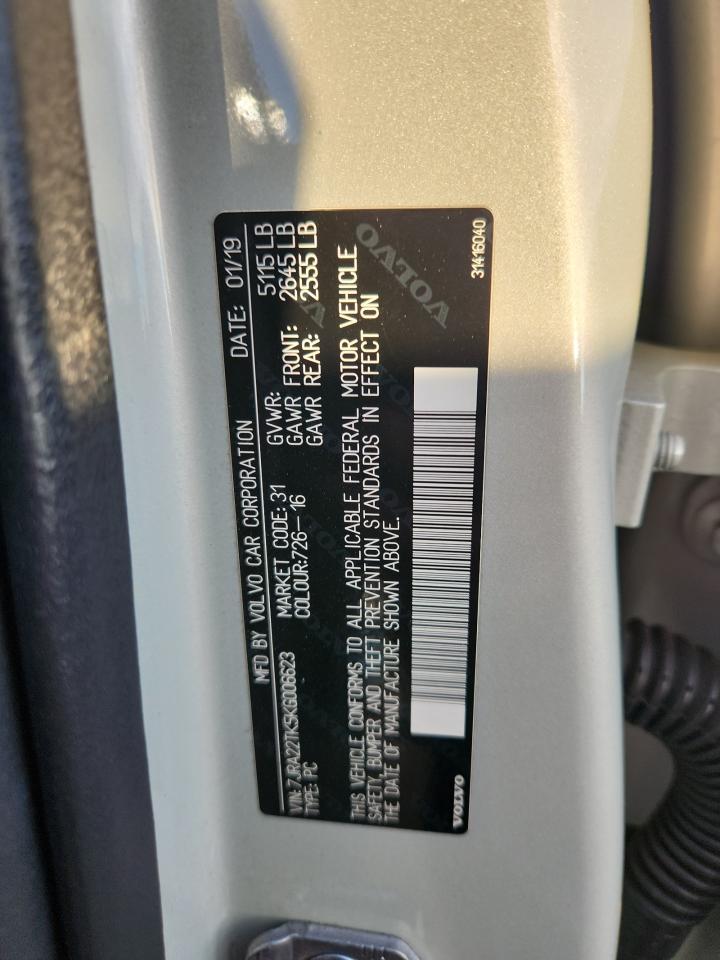 MFD BY VOLVO CAR CORPORATION DATE: 01/19
VIN: 7JRA22TK5KG006623 MARKET CODE: 31 GVWR: 5115 LB
TYPE: PC COLOUR:726-16 GAWR FRONT: 2645 LB
GAWR REAR: 2555 LB
THIS VEHICLE CONFORMS TO ALL APPLICABLE FEDERAL MOTOR VEHICLE
SAFETY, BUMPER AND THEFT PREVENTION STANDARDS IN EFFECT ON
THE DATE OF MANUFACTURE SHOWN ABOVE.
VOLVO
31416040